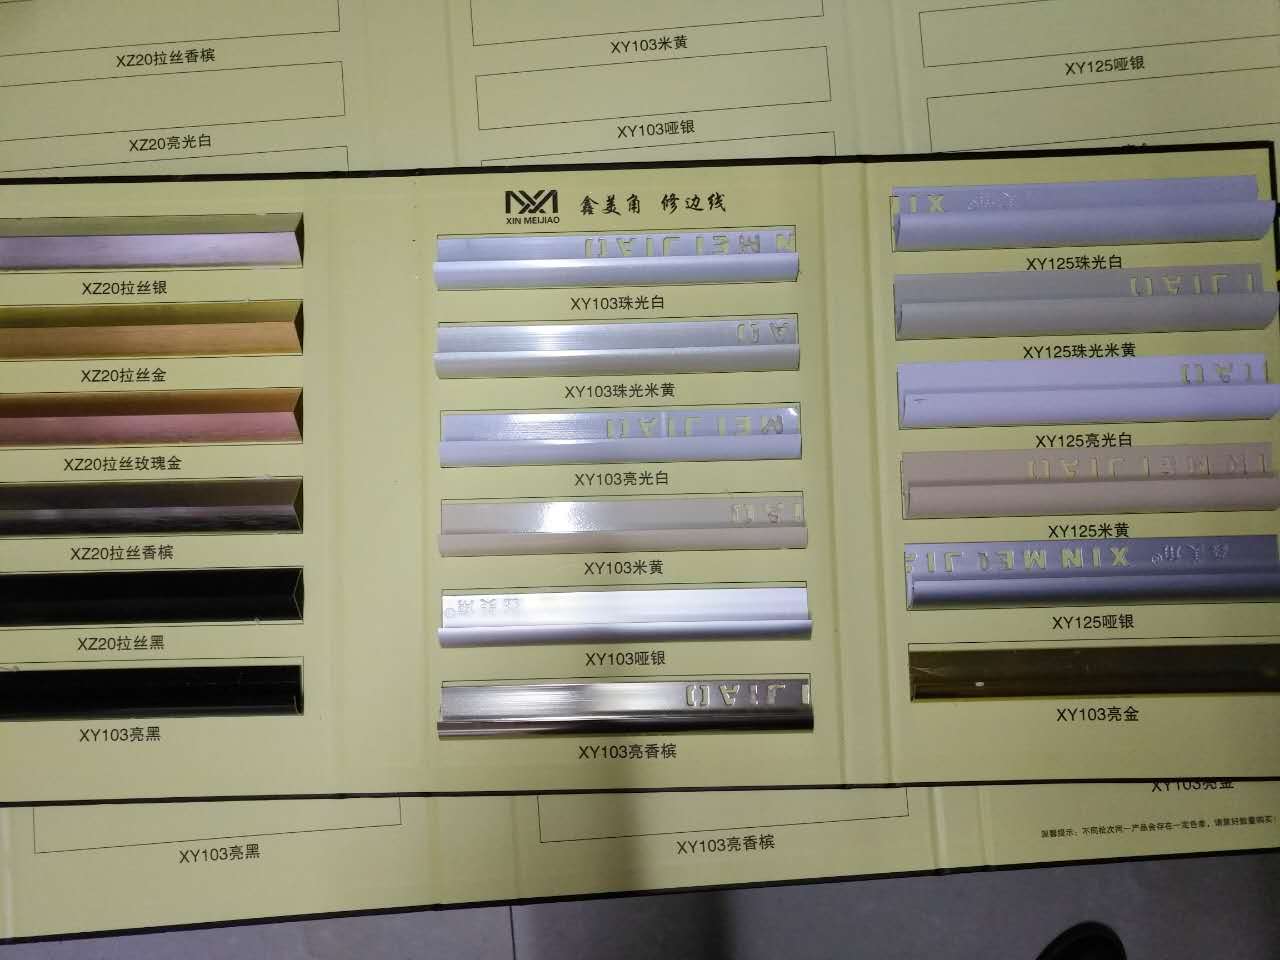 XZ20拉丝香槟
XY103米黄
XY125哑银
XZ20亮光白
XY103哑银
XIN MEIJIAO
鑫美角 修边线
XZ20拉丝银
XZ20拉丝金
XZ20拉丝玫瑰金
XZ20拉丝香槟
XZ20拉丝黑
XY103亮黑
XY103珠光白
XY103珠光米黄
XY103亮光白
XY103米黄
XY103哑银
XY103亮香槟
XY125珠光白
XY125珠光米黄
XY125亮光白
XY125米黄
XY125哑银
XY103亮金
XY103亮黑
XY103亮香槟
XY103亮金